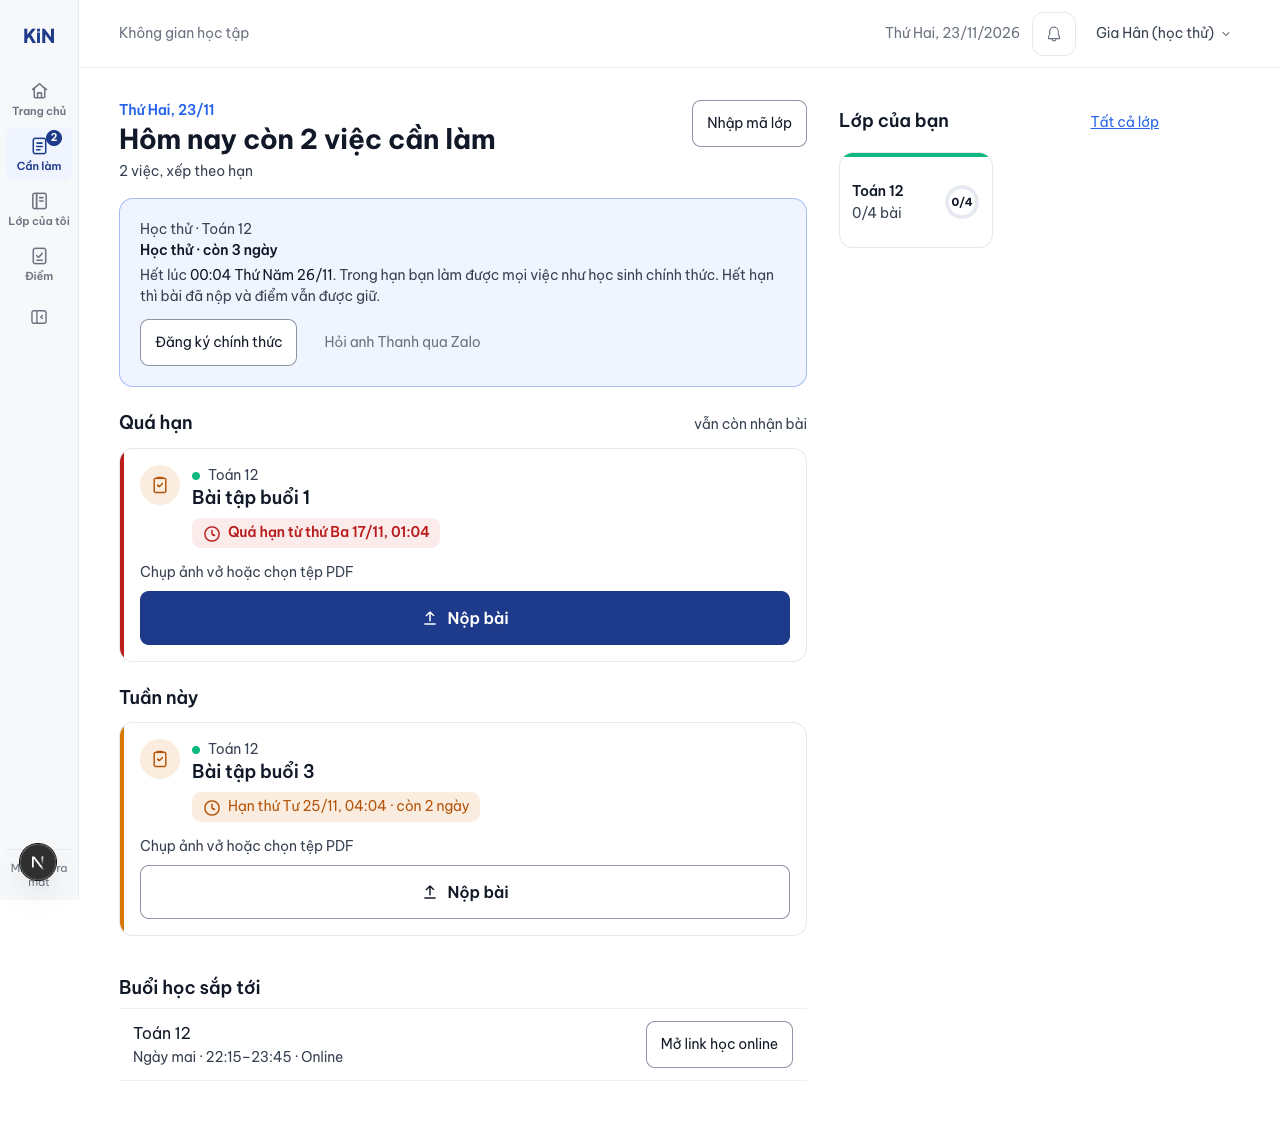 KiN
Trang chủ
2
Cần làm
Lớp của tôi
Điểm
Không gian học tập
Thứ Hai, 23/11/2026
Gia Hân (học thử)
Thứ Hai, 23/11
Hôm nay còn 2 việc cần làm
2 việc, xếp theo hạn
Nhập mã lớp
Học thử · Toán 12
Học thử · còn 3 ngày
Hết lúc 00:04 Thứ Năm 26/11. Trong hạn bạn làm được mọi việc như học sinh chính thức. Hết hạn
thì bài đã nộp và điểm vẫn được giữ.
Đăng ký chính thức
Hỏi anh Thanh qua Zalo
Quá hạn
vẫn còn nhận bài
Toán 12
Bài tập buổi 1
Quá hạn từ thứ Ba 17/11, 01:04
Chụp ảnh vở hoặc chọn tệp PDF
Nộp bài
Tuần này
Toán 12
Bài tập buổi 3
Hạn thứ Tư 25/11, 04:04 · còn 2 ngày
Chụp ảnh vở hoặc chọn tệp PDF
Nộp bài
Buổi học sắp tới
Toán 12
Ngày mai · 22:15–23:45 · Online
Mở link học online
Lớp của bạn
Tất cả lớp
Toán 12
0/4 bài
0/4
N
ra
mắt